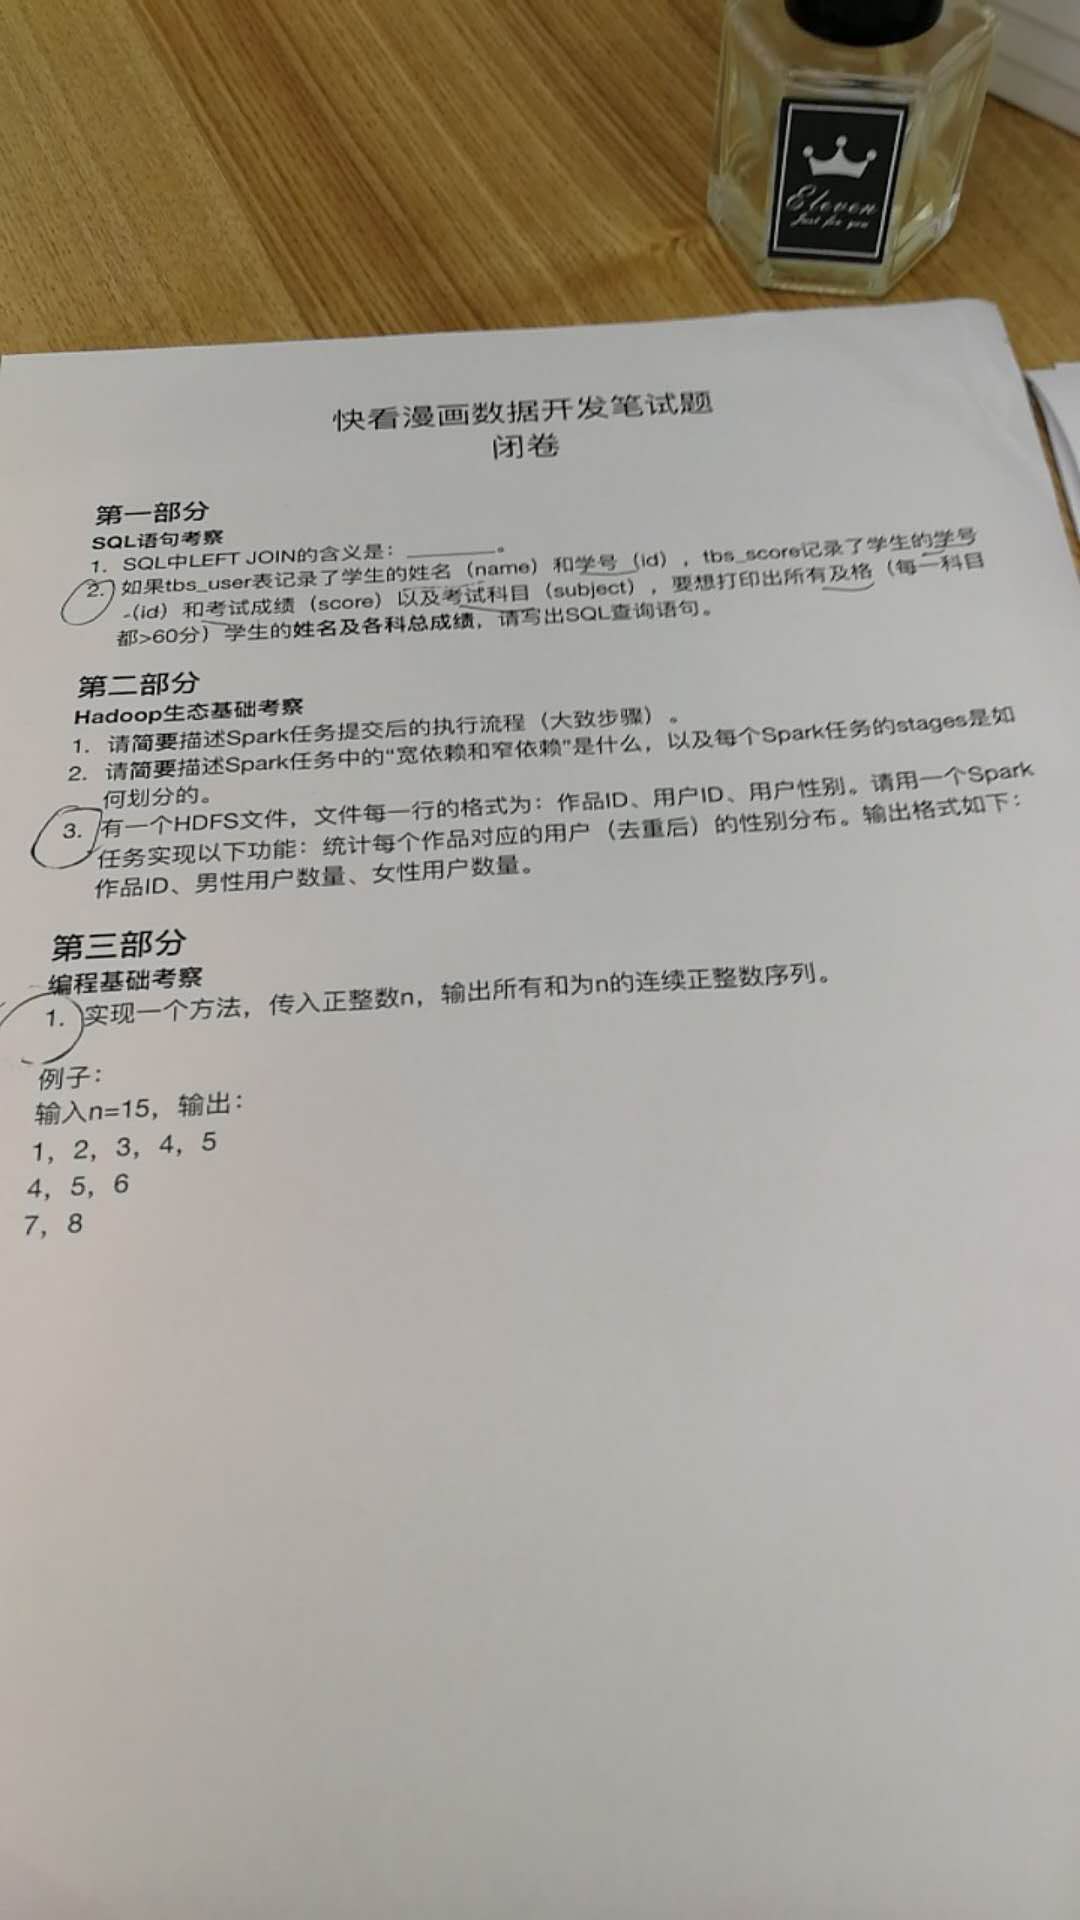 Eleven
Just for you
快看漫画数据开发笔试题
闭卷
第一部分
SQL语句考察
1. SQL中LEFT JOIN的含义是：________。
2. 如果tbs_user表记录了学生的姓名（name）和学号（id），tbs_score记录了学生的学号
（id）和考试成绩（score）以及考试科目（subject），要想打印出所有及格（每一科目
都>60分）学生的姓名及各科总成绩，请写出SQL查询语句。
第二部分
Hadoop生态基础考察
1. 请简要描述Spark任务提交后的执行流程（大致步骤）。
2. 请简要描述Spark任务中的“宽依赖和窄依赖”是什么，以及每个Spark任务的stages是如
何划分的。
3. 有一个HDFS文件，文件每一行的格式为：作品ID、用户ID、用户性别。请用一个Spark
任务实现以下功能：统计每个作品对应的用户（去重后）的性别分布。输出格式如下：
作品ID、男性用户数量、女性用户数量。
第三部分
编程基础考察
1. 实现一个方法，传入正整数n，输出所有和为n的连续正整数序列。
例子：
输入n=15，输出：
1，2，3，4，5
4，5，6
7，8